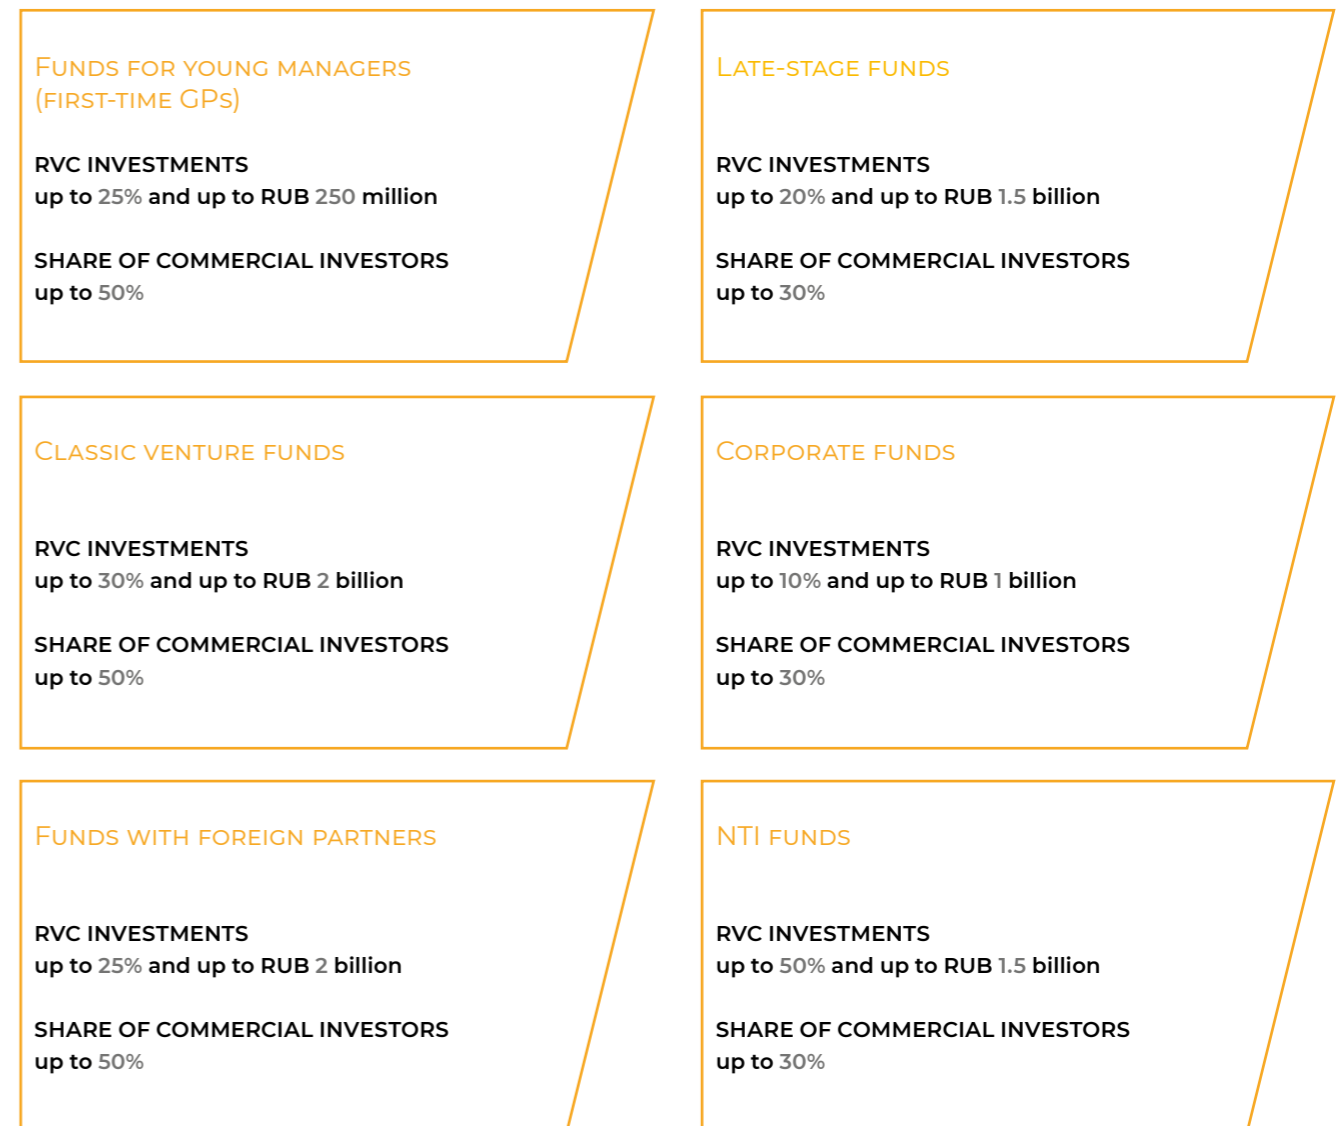 Funds for young managers
(first-time GPs)
RVC INVESTMENTS
up to 25% and up to RUB 250 million
SHARE OF COMMERCIAL INVESTORS
up to 50%
Late-stage funds
RVC INVESTMENTS
up to 20% and up to RUB 1.5 billion
SHARE OF COMMERCIAL INVESTORS
up to 30%
Classic venture funds
RVC INVESTMENTS
up to 30% and up to RUB 2 billion
SHARE OF COMMERCIAL INVESTORS
up to 50%
Corporate funds
RVC INVESTMENTS
up to 10% and up to RUB 1 billion
SHARE OF COMMERCIAL INVESTORS
up to 30%
Funds with foreign partners
RVC INVESTMENTS
up to 25% and up to RUB 2 billion
SHARE OF COMMERCIAL INVESTORS
up to 50%
NTI funds
RVC INVESTMENTS
up to 50% and up to RUB 1.5 billion
SHARE OF COMMERCIAL INVESTORS
up to 30%